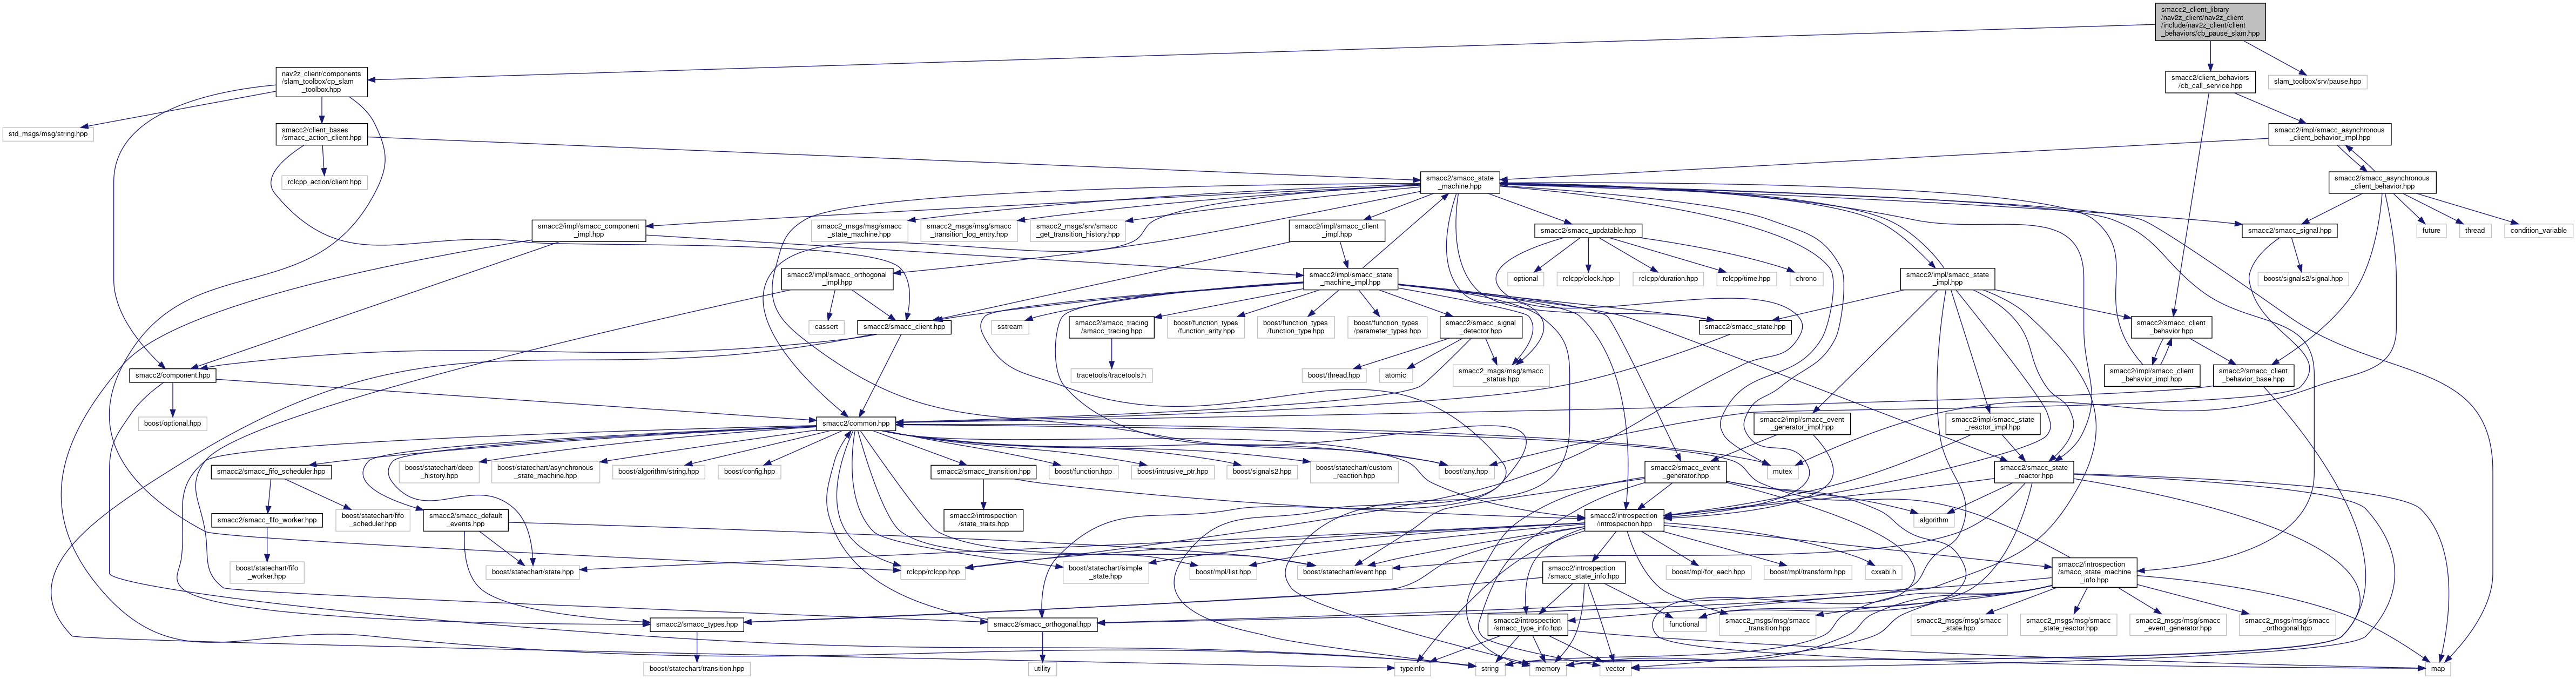 smacc2_client_library
/nav2z_client/nav2z_client
/include/nav2z_client/client
_behaviors/cb_pause_slam.hpp
nav2z_client/components
/slam_toolbox/cp_slam
_toolbox.hpp
smacc2/client_behaviors
/cb_call_service.hpp
slam_toolbox/srv/pause.hpp
std_msgs/msg/string.hpp
smacc2/client_bases
/smacc_action_client.hpp
smacc2/impl/smacc_asynchronous
_client_behavior_impl.hpp
rclcpp_action/client.hpp
smacc2/smacc_state
_machine.hpp
smacc2/smacc_asynchronous
_client_behavior.hpp
smacc2/impl/smacc_component
_impl.hpp
smacc2_msgs/msg/smacc
_state_machine.hpp
smacc2_msgs/msg/smacc
_transition_log_entry.hpp
smacc2_msgs/srv/smacc
_get_transition_history.hpp
smacc2/impl/smacc_client
_impl.hpp
smacc2/smacc_updatable.hpp
smacc2/smacc_signal.hpp
future
thread
condition_variable
smacc2/impl/smacc_orthogonal
_impl.hpp
smacc2/impl/smacc_state
_machine_impl.hpp
optional
rclcpp/clock.hpp
rclcpp/duration.hpp
rclcpp/time.hpp
chrono
smacc2/impl/smacc_state
_impl.hpp
boost/signals2/signal.hpp
cassert
smacc2/smacc_client.hpp
sstream
smacc2/smacc_tracing
/smacc_tracing.hpp
boost/function_types
/function_arity.hpp
boost/function_types
/function_type.hpp
boost/function_types
/parameter_types.hpp
smacc2/smacc_signal
_detector.hpp
smacc2/smacc_state.hpp
smacc2/smacc_client
_behavior.hpp
smacc2/component.hpp
tracetools/tracetools.h
boost/thread.hpp
atomic
smacc2_msgs/msg/smacc
_status.hpp
smacc2/impl/smacc_client
_behavior_impl.hpp
smacc2/smacc_client
_behavior_base.hpp
boost/optional.hpp
smacc2/common.hpp
smacc2/impl/smacc_event
_generator_impl.hpp
smacc2/impl/smacc_state
_reactor_impl.hpp
smacc2/smacc_fifo_scheduler.hpp
boost/statechart/deep
_history.hpp
boost/statechart/asynchronous
_state_machine.hpp
boost/algorithm/string.hpp
boost/config.hpp
smacc2/smacc_transition.hpp
boost/function.hpp
boost/intrusive_ptr.hpp
boost/signals2.hpp
boost/statechart/custom
_reaction.hpp
boost/any.hpp
smacc2/smacc_event
_generator.hpp
mutex
smacc2/smacc_state
_reactor.hpp
smacc2/smacc_fifo_worker.hpp
boost/statechart/fifo
_scheduler.hpp
smacc2/smacc_default
_events.hpp
smacc2/introspection
/state_traits.hpp
smacc2/introspection
/introspection.hpp
algorithm
boost/statechart/fifo
_worker.hpp
boost/statechart/state.hpp
rclcpp/rclcpp.hpp
boost/statechart/simple
_state.hpp
boost/mpl/list.hpp
boost/statechart/event.hpp
smacc2/introspection
/smacc_state_info.hpp
boost/mpl/for_each.hpp
boost/mpl/transform.hpp
cxxabi.h
smacc2/introspection
/smacc_state_machine
_info.hpp
smacc2/smacc_types.hpp
smacc2/smacc_orthogonal.hpp
smacc2/introspection
/smacc_type_info.hpp
functional
smacc2_msgs/msg/smacc
_transition.hpp
smacc2_msgs/msg/smacc
_state.hpp
smacc2_msgs/msg/smacc
_state_reactor.hpp
smacc2_msgs/msg/smacc
_event_generator.hpp
smacc2_msgs/msg/smacc
_orthogonal.hpp
boost/statechart/transition.hpp
typeinfo
utility
typeinfo
string
memory
vector
map